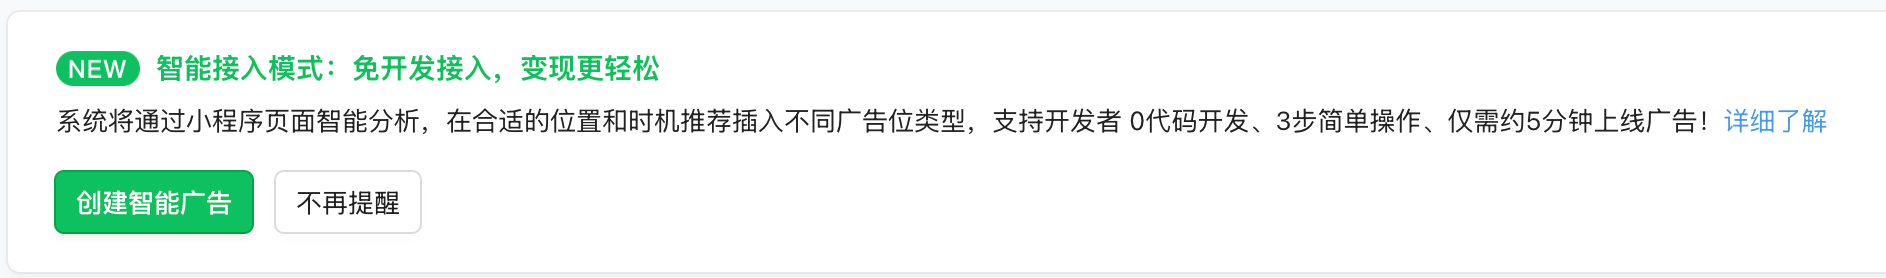 NEW 智能接入模式：免开发接入，变现更轻松
系统将通过小程序页面智能分析，在合适的位置和时机推荐插入不同广告位类型，支持开发者 0代码开发、3步简单操作、仅需约5分钟上线广告！详细了解
创建智能广告 不再提醒